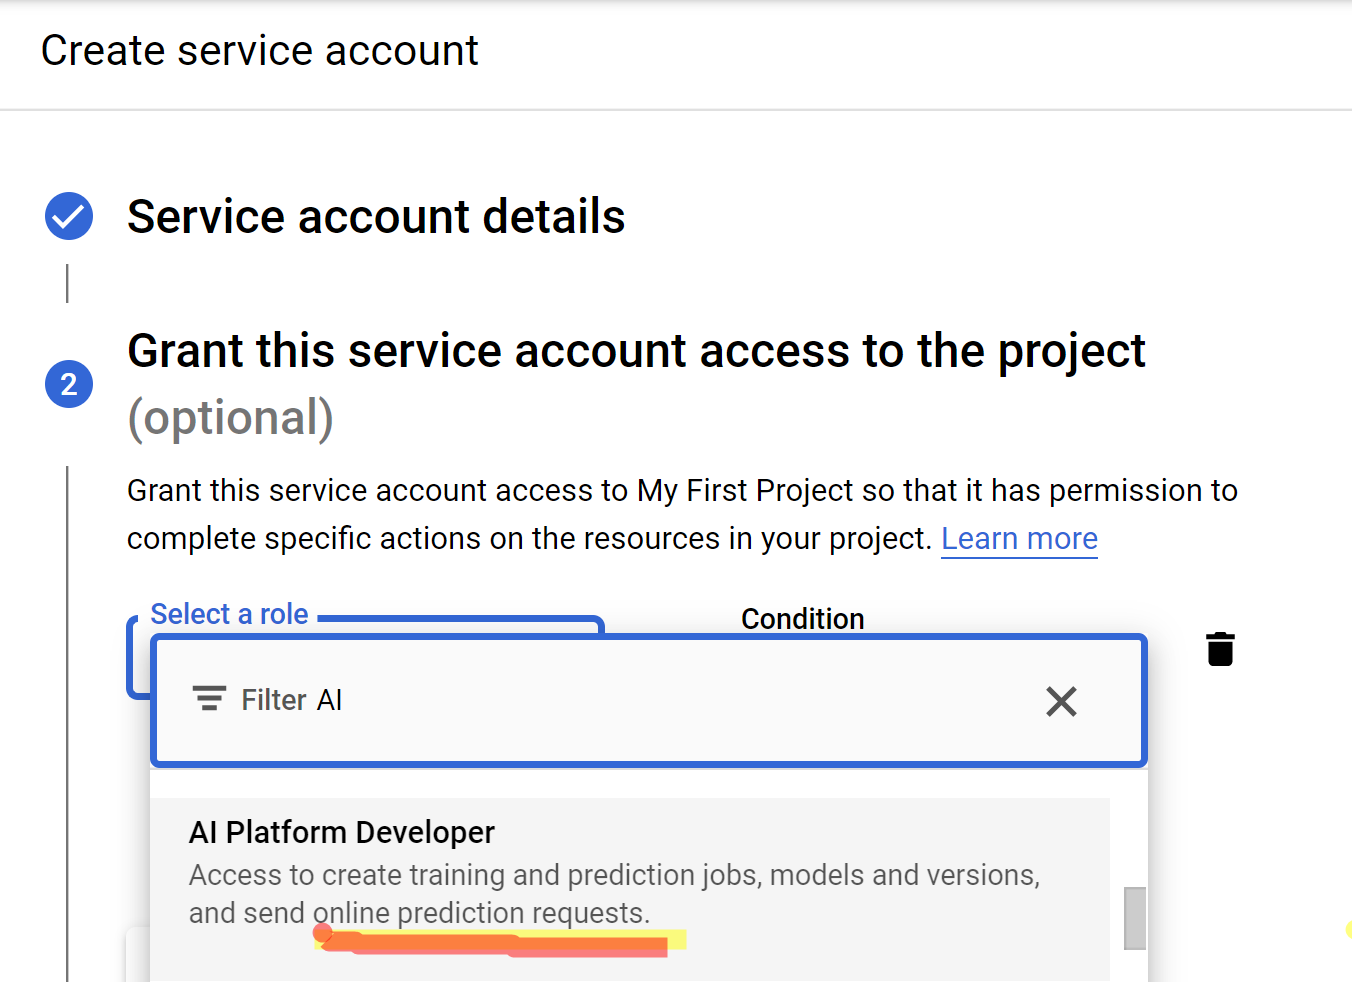 Create service account
Service account details
2
Grant this service account access to the project
(optional)
Grant this service account access to My First Project so that it has permission to
complete specific actions on the resources in your project. Learn more
Select a role
Condition
Filter AI
AI Platform Developer
Access to create training and prediction jobs, models and versions,
and send online prediction requests.